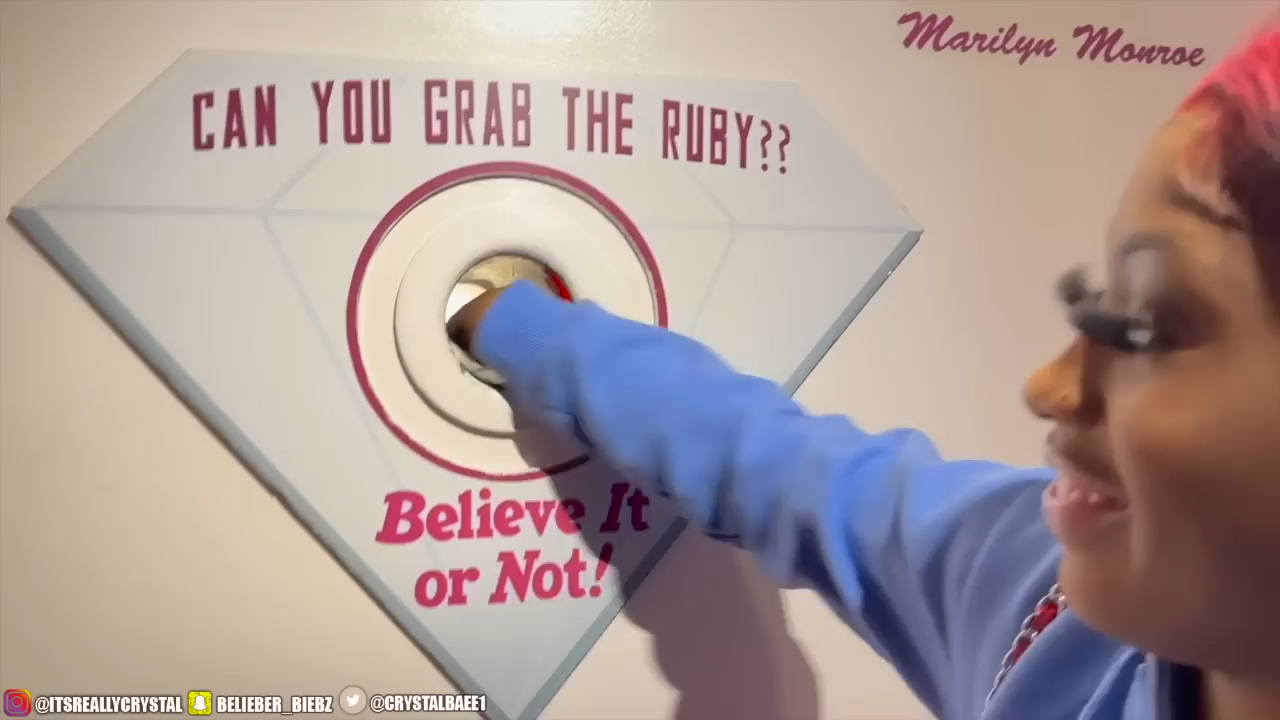 Marilyn Monroe
CAN YOU GRAB THE RUBY??
Believe It
or Not!
@ITSREALLYCRYSTAL BELIEBER_BIEBZ @CRYSTALBAEE1